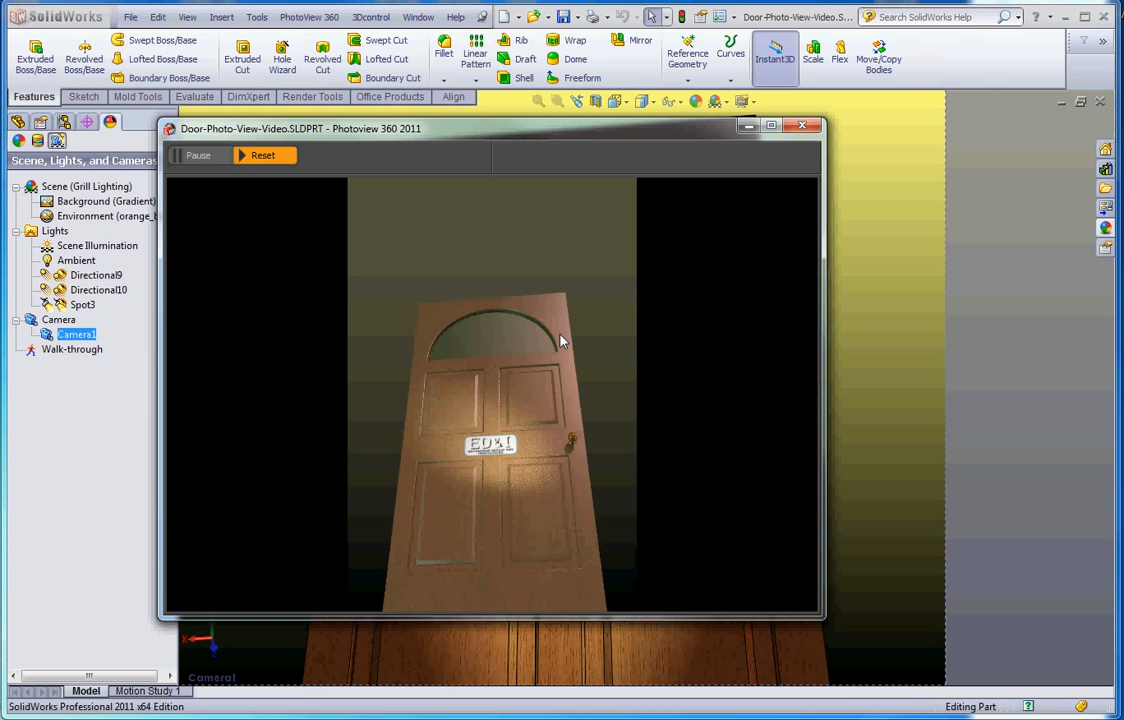 SolidWorks File Edit View Insert Tools PhotoView 360 3Dcontrol Window Help Door-Photo-View-Video.S... Search SolidWorks Help
Extruded Boss/Base
Revolved Boss/Base
Swept Boss/Base
Lofted Boss/Base
Boundary Boss/Base
Extruded Cut
Hole Wizard
Revolved Cut
Swept Cut
Lofted Cut
Boundary Cut
Fillet
Linear Pattern
Rib
Draft
Shell
Wrap
Dome
Freeform
Mirror
Reference Geometry
Curves
Instant3D
Scale
Flex
Move/Copy Bodies
Features Sketch Mold Tools Evaluate DimXpert Render Tools Office Products Align
Door-Photo-View-Video.SLDPRT - Photoview 360 2011
Pause Reset
Scene, Lights, and Cameras
Scene (Grill Lighting)
Background (Gradient)
Environment (orange_b
Lights
Scene Illumination
Ambient
Directional9
Directional10
Spot3
Camera
Camera1
Walk-through
ED&I
X
Camera1
Model Motion Study 1
SolidWorks Professional 2011 x64 Edition Editing Part